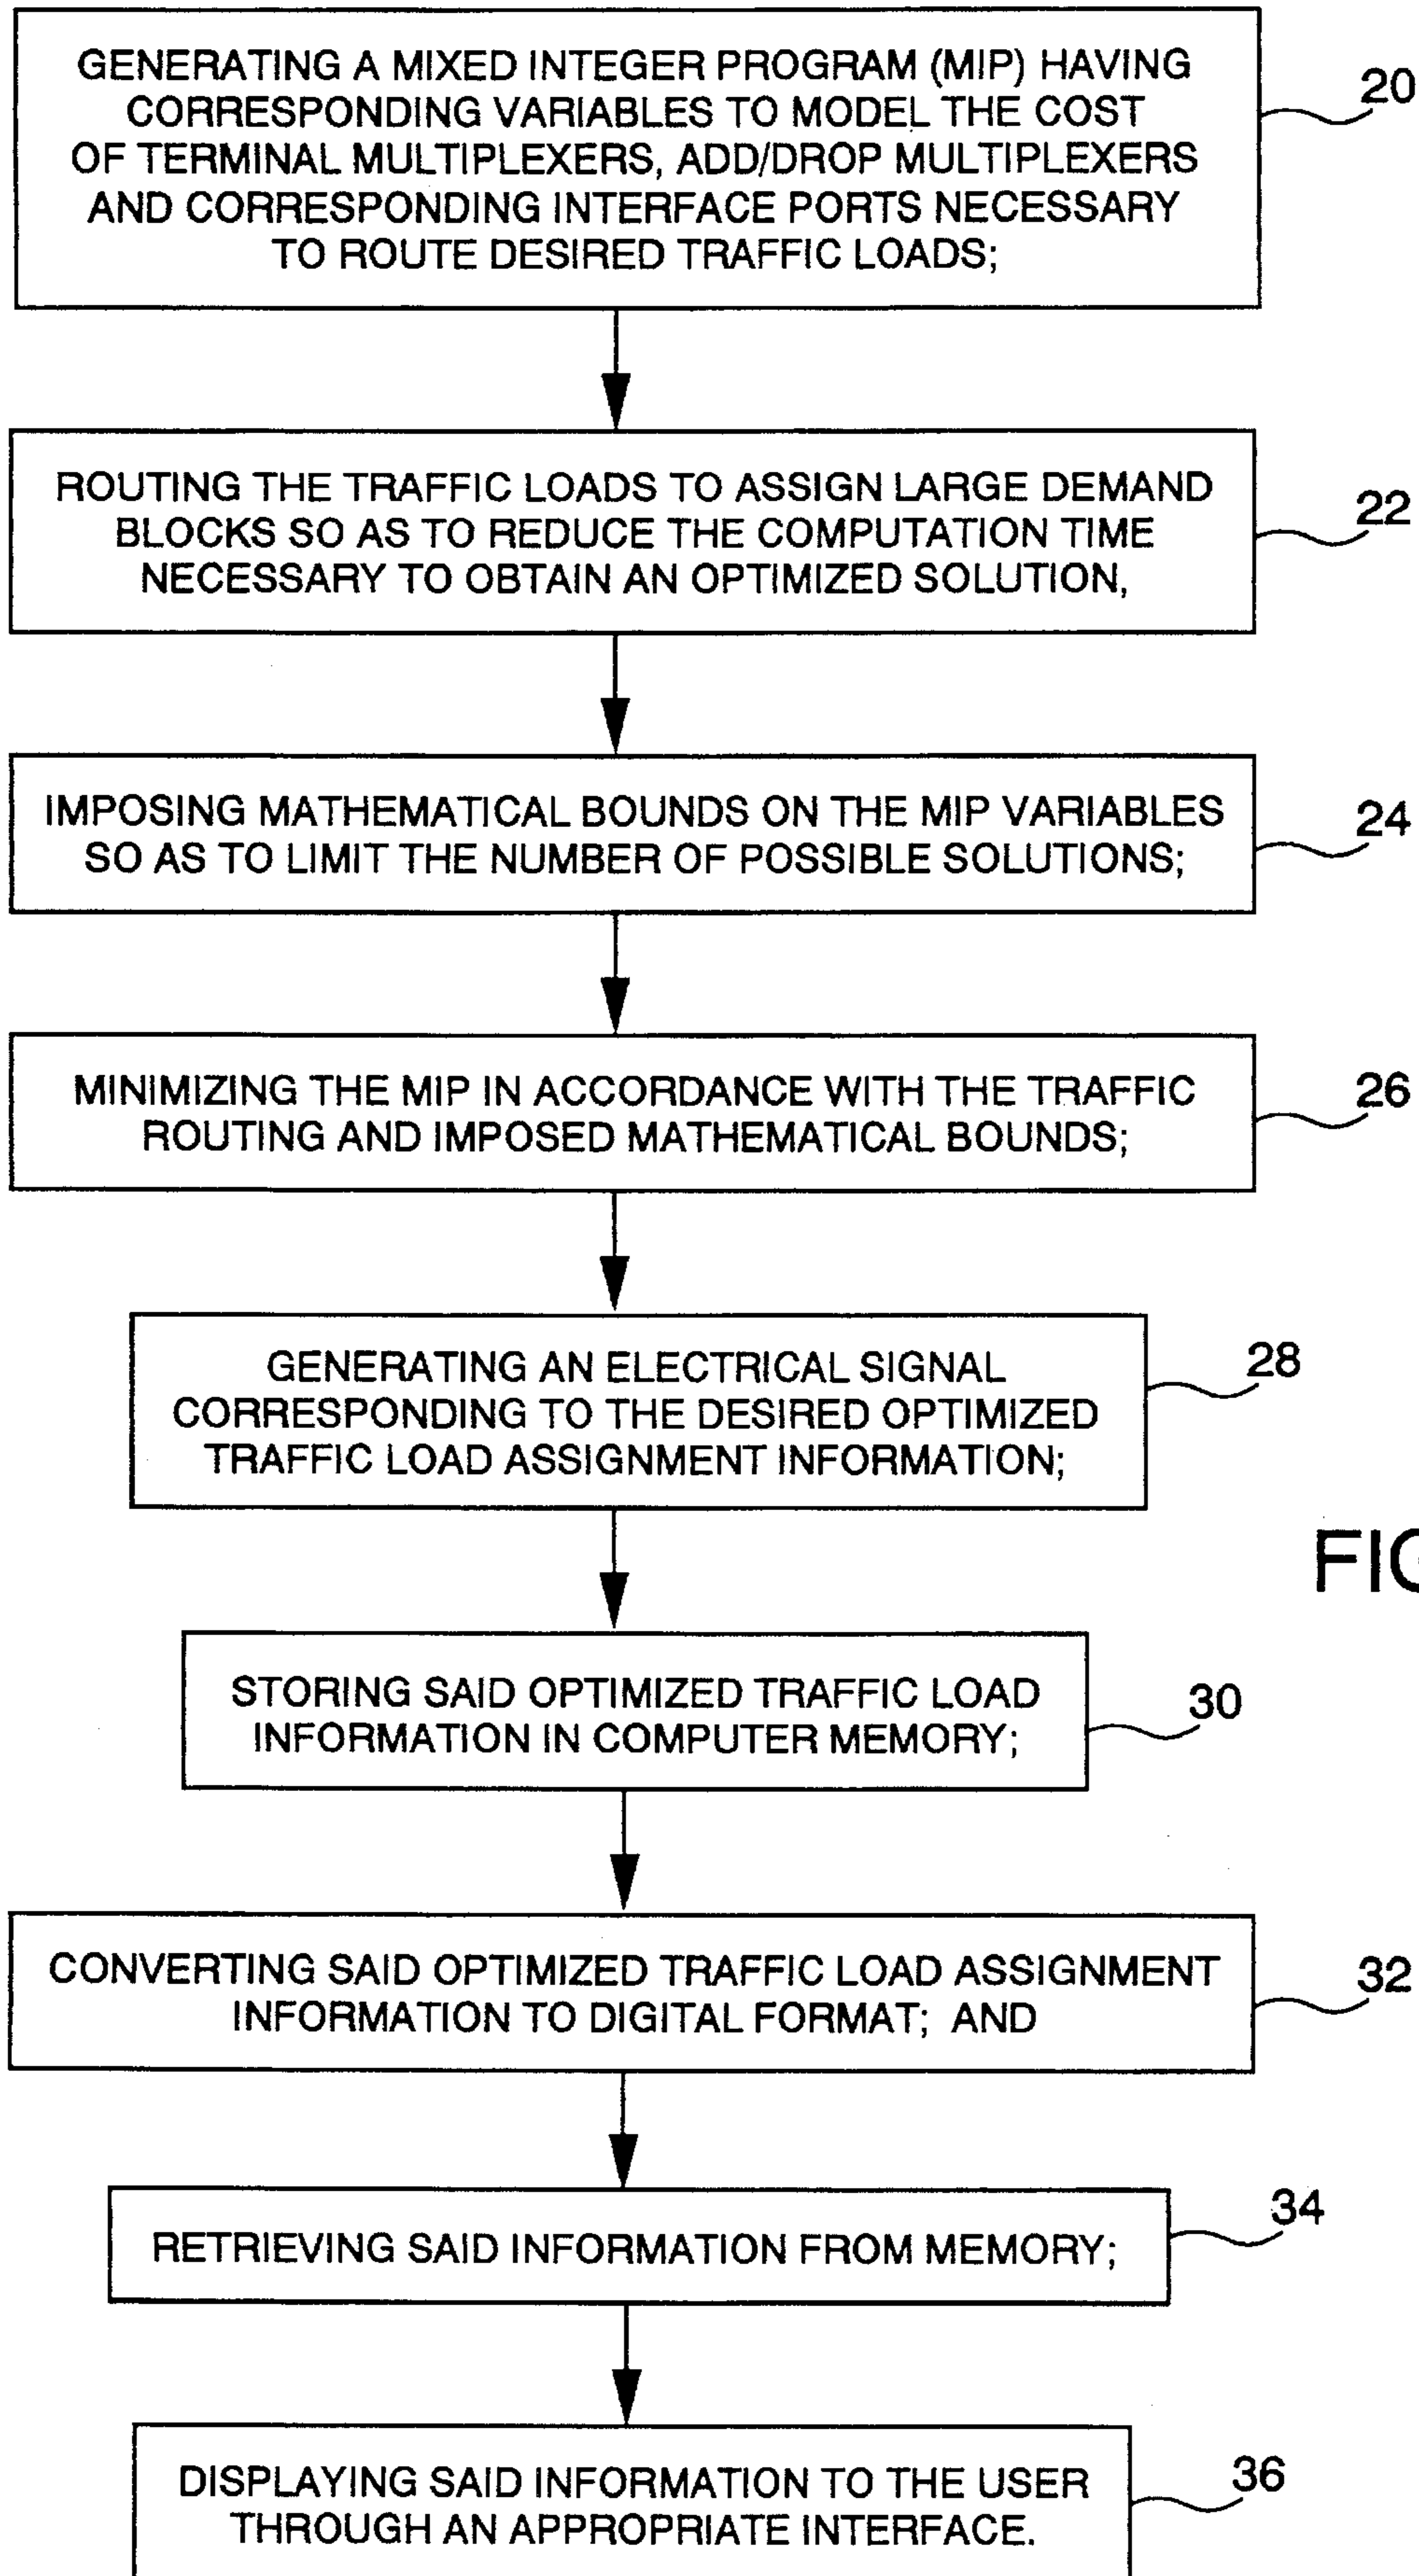 GENERATING A MIXED INTEGER PROGRAM (MIP) HAVING
CORRESPONDING VARIABLES TO MODEL THE COST
OF TERMINAL MULTIPLEXERS, ADD/DROP MULTIPLEXERS
AND CORRESPONDING INTERFACE PORTS NECESSARY
TO ROUTE DESIRED TRAFFIC LOADS;
20
ROUTING THE TRAFFIC LOADS TO ASSIGN LARGE DEMAND
BLOCKS SO AS TO REDUCE THE COMPUTATION TIME
NECESSARY TO OBTAIN AN OPTIMIZED SOLUTION,
22
IMPOSING MATHEMATICAL BOUNDS ON THE MIP VARIABLES
SO AS TO LIMIT THE NUMBER OF POSSIBLE SOLUTIONS;
24
MINIMIZING THE MIP IN ACCORDANCE WITH THE TRAFFIC
ROUTING AND IMPOSED MATHEMATICAL BOUNDS;
26
GENERATING AN ELECTRICAL SIGNAL
CORRESPONDING TO THE DESIRED OPTIMIZED
TRAFFIC LOAD ASSIGNMENT INFORMATION;
28
FIG
STORING SAID OPTIMIZED TRAFFIC LOAD
INFORMATION IN COMPUTER MEMORY;
30
CONVERTING SAID OPTIMIZED TRAFFIC LOAD ASSIGNMENT
INFORMATION TO DIGITAL FORMAT; AND
32
RETRIEVING SAID INFORMATION FROM MEMORY;
34
DISPLAYING SAID INFORMATION TO THE USER
THROUGH AN APPROPRIATE INTERFACE.
36